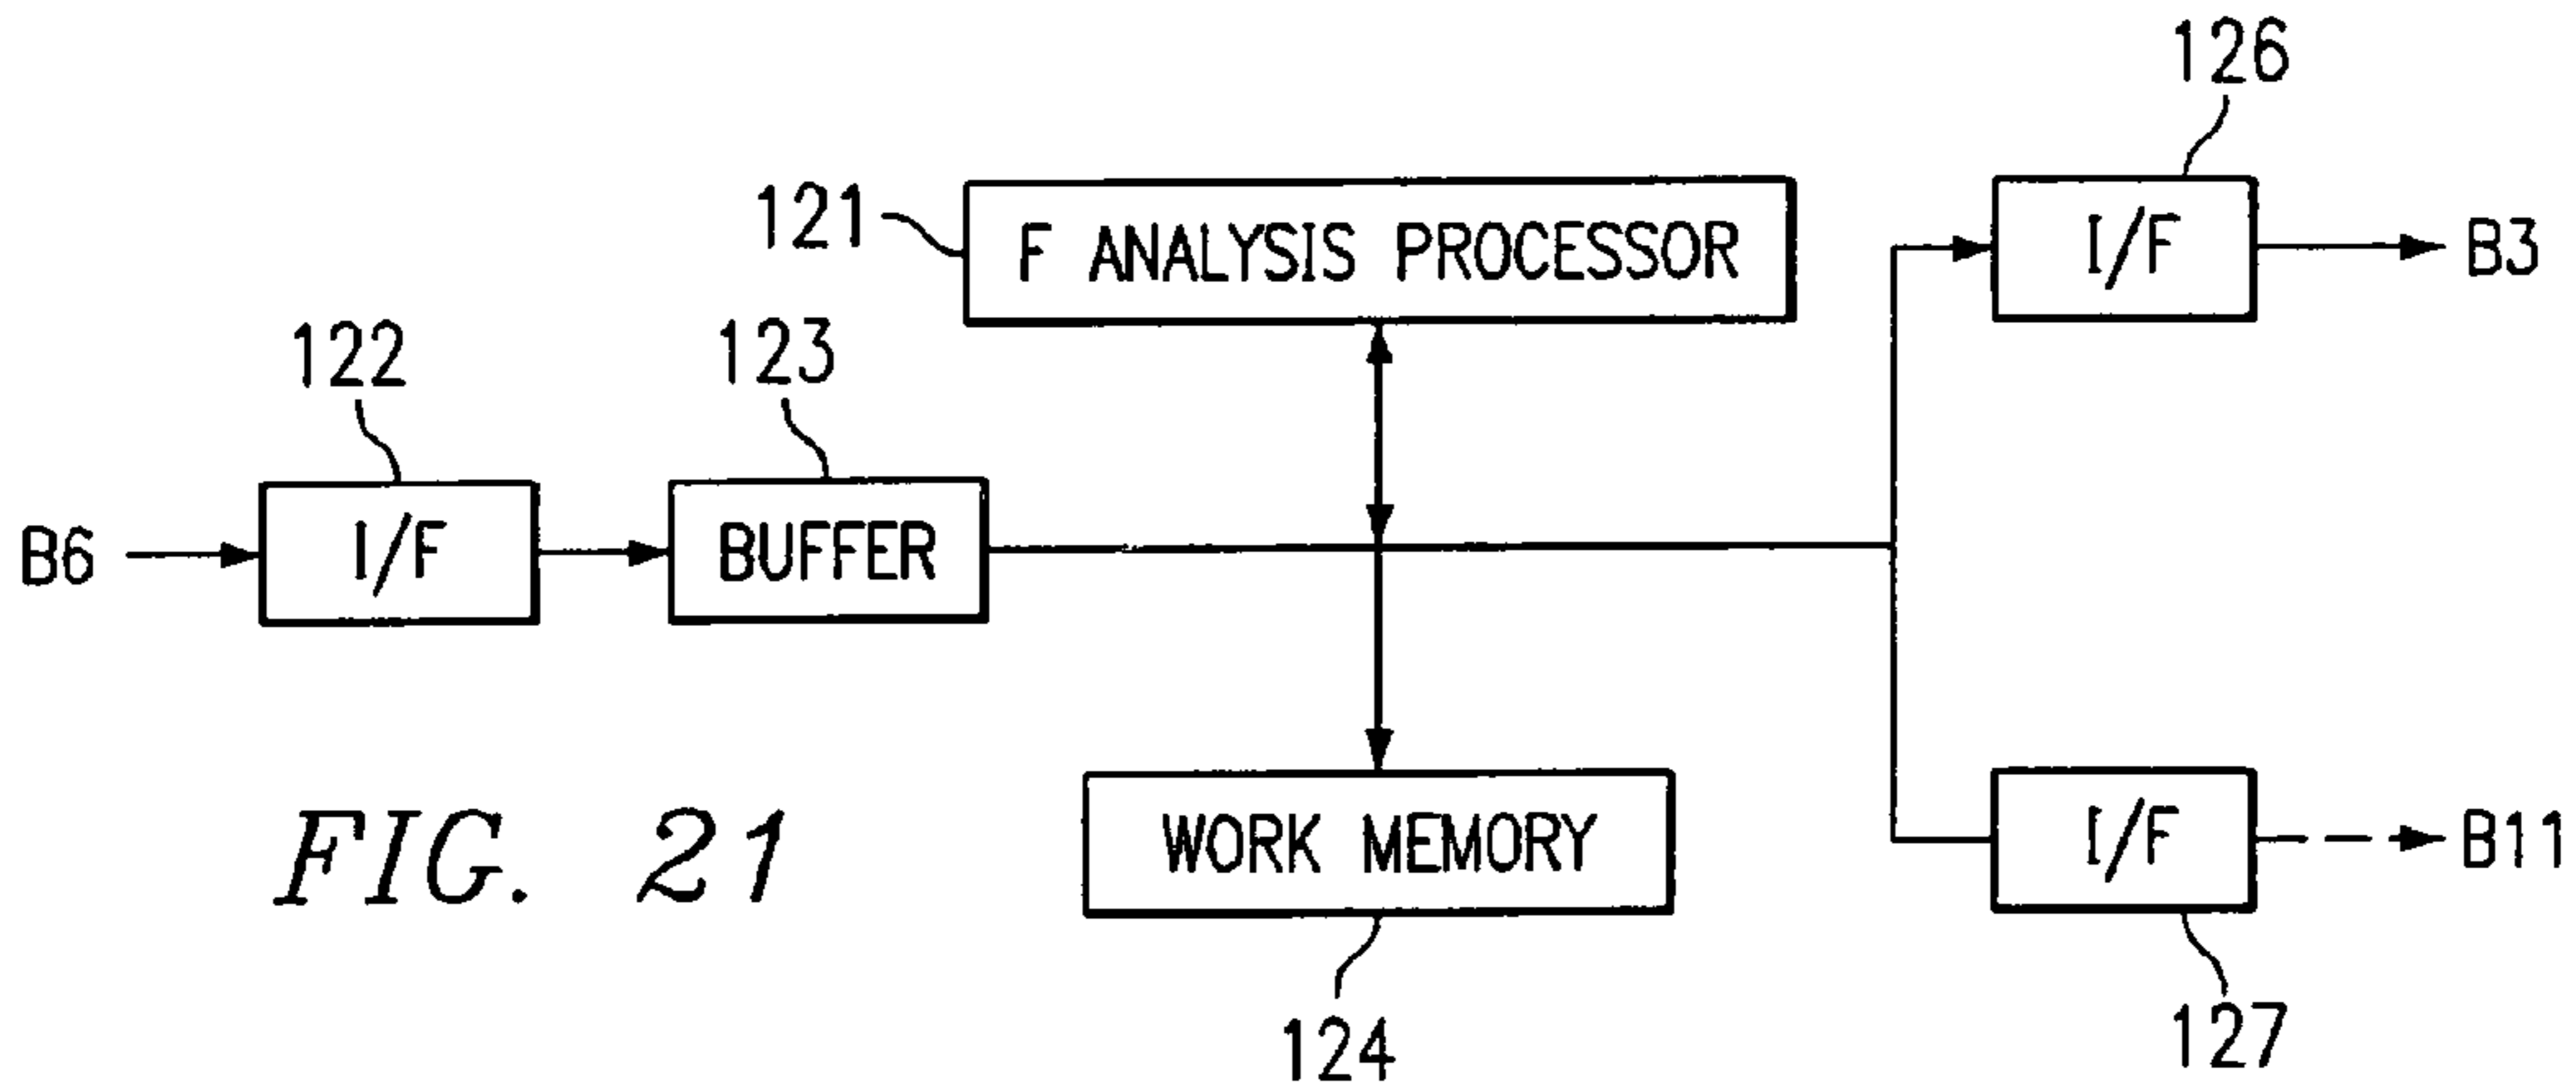 126
121
F ANALYSIS PROCESSOR
I/F
B3
122
123
B6
I/F
BUFFER
FIG. 21
WORK MEMORY
I/F
B11
124
127